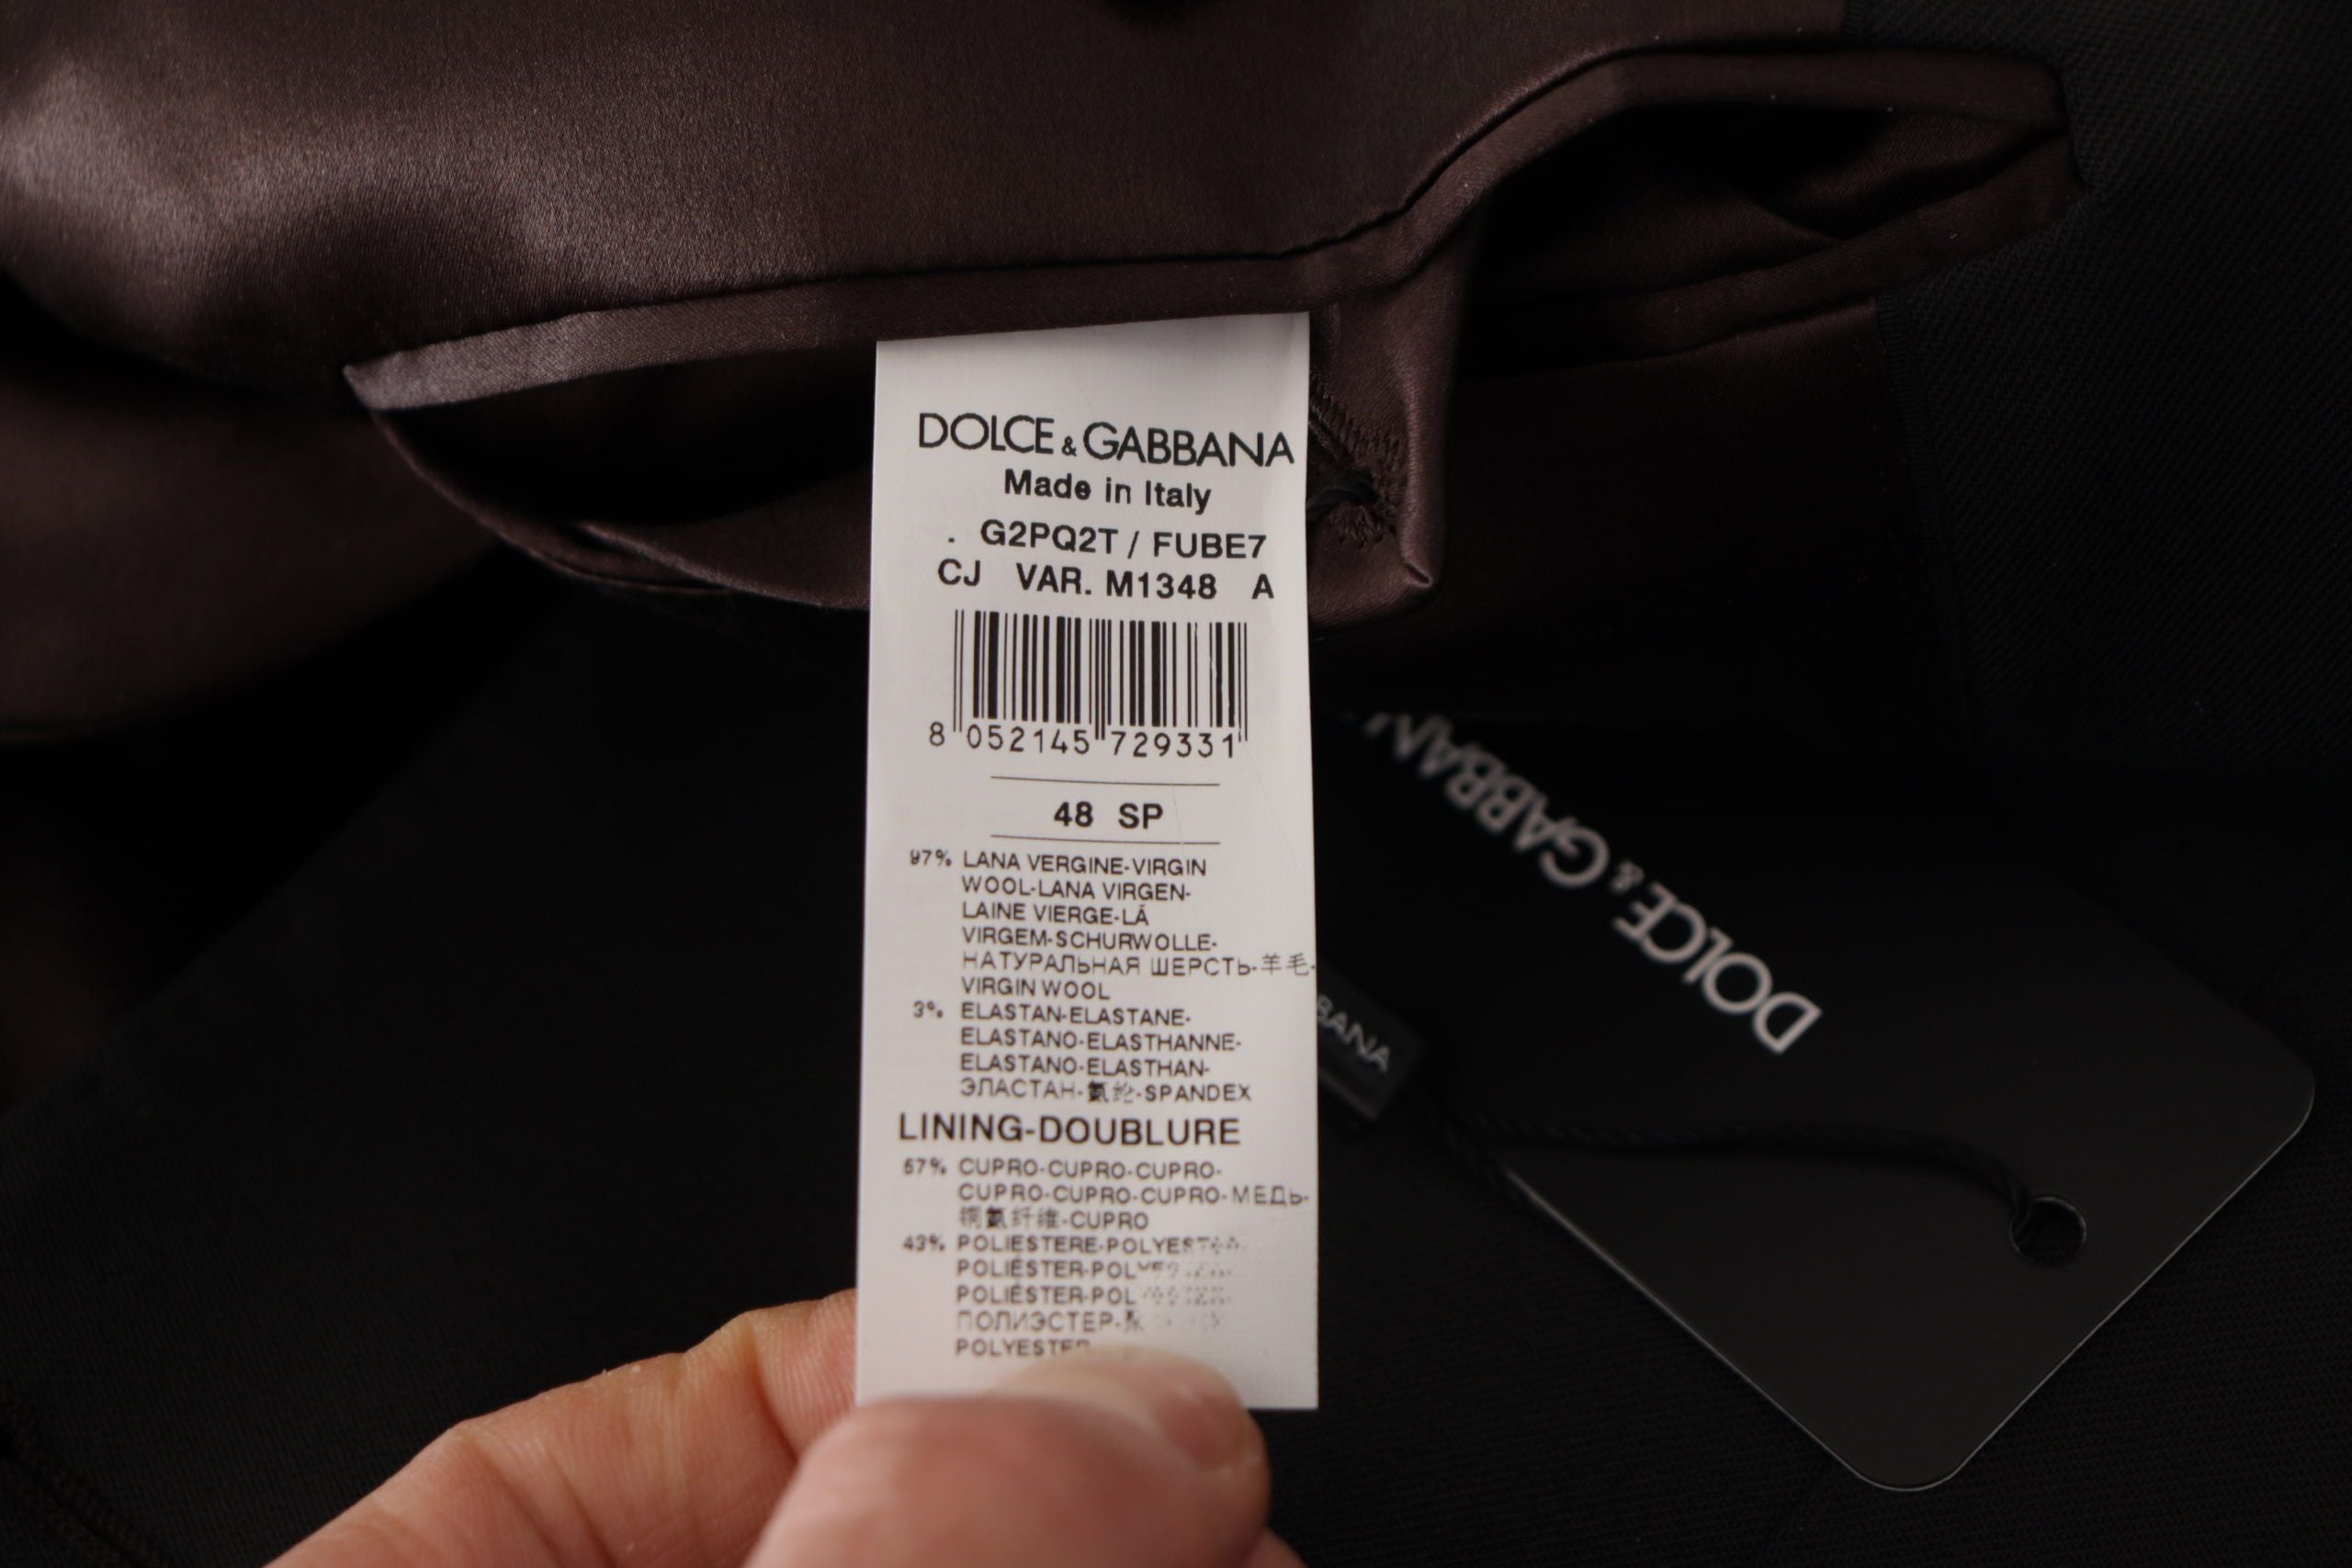 DOLCE & GABBANA
Made in Italy
. G2PQ2T / FUBE7
CJ VAR. M1348 A
8 052145 729331
48 SP
97% LANA VERGINE-VIRGIN
WOOL-LANA VIRGEN-
LAINE VIERGE-LÃ
VIRGEM-SCHURWOLLE-
НАТУРАЛЬНАЯ ШЕРСТЬ-羊毛-
VIRGIN WOOL
3% ELASTAN-ELASTANE-
ELASTANO-ELASTHANNE-
ELASTANO-ELASTHAN-
ЭЛАСТАН-氨纶-SPANDEX
LINING-DOUBLURE
57% CUPRO-CUPRO-CUPRO-
CUPRO-CUPRO-CUPRO-МЕДЬ-
铜氨纤维-CUPRO
43% POLIESTERE-POLYESTER-
POLIÉSTER-
POLIÉSTER-
ПОЛИЭСТЕР-
POLYESTER
DOLCE & GABBAN
BANA